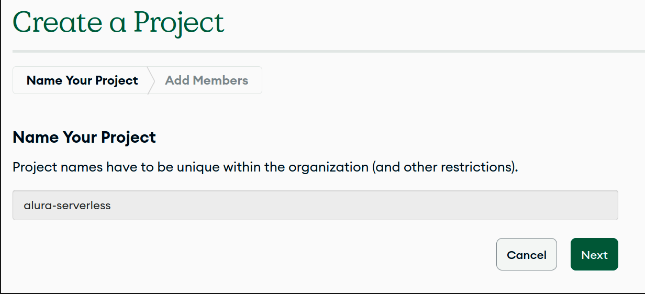 Create a Project
Name Your Project
Add Members
Name Your Project
Project names have to be unique within the organization (and other restrictions).
alura-serverless
Cancel
Next